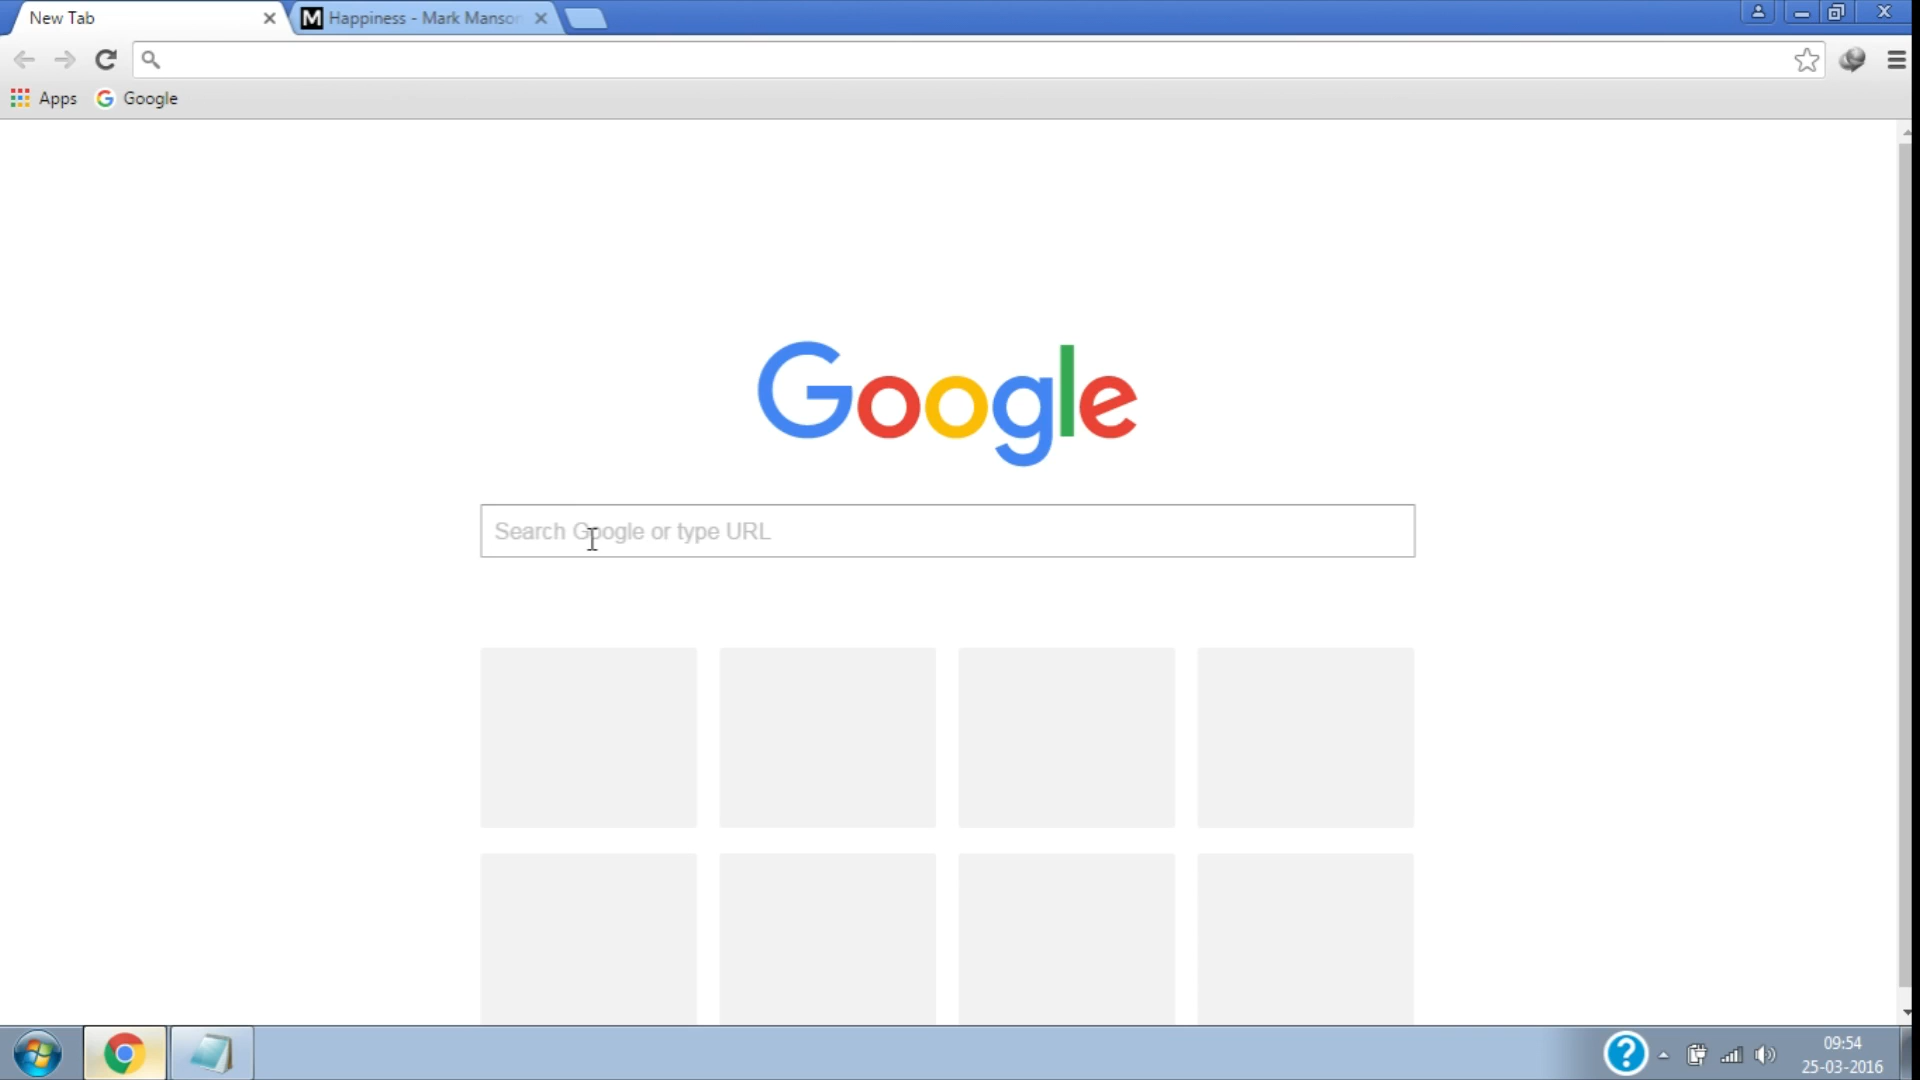 New Tab
M Happiness - Mark Manson
Apps Google
Google
Search Google or type URL
?
09:54
25-03-2016